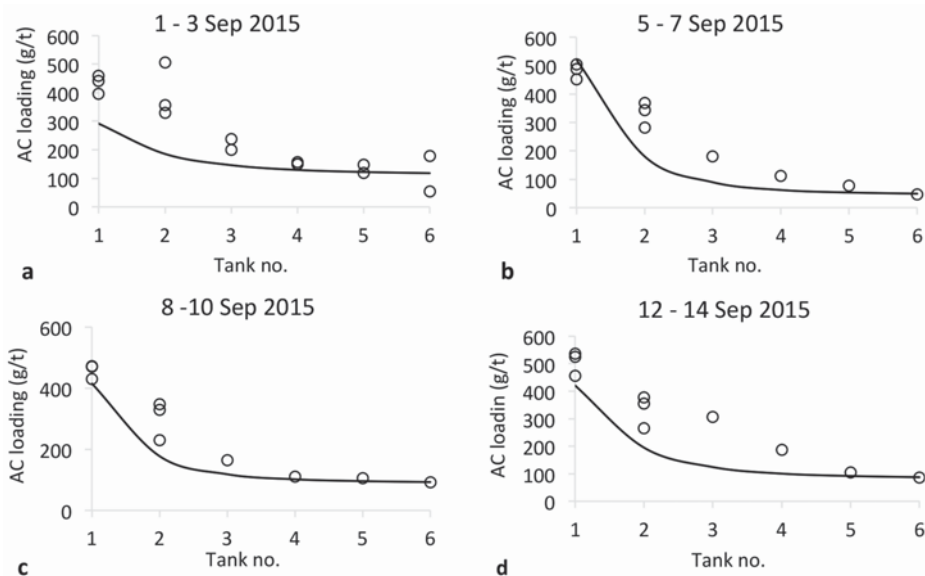 1 - 3 Sep 2015
AC loading (g/t)
600
500
400
300
200
100
0
1 2 3 4 5 6
Tank no.
a
5 - 7 Sep 2015
AC loading (g/t)
600
500
400
300
200
100
0
1 2 3 4 5 6
Tank no.
b
8 -10 Sep 2015
AC loading (g/t)
600
400
200
0
1 2 3 4 5 6
Tank no.
c
12 - 14 Sep 2015
AC loadin (g/t)
600
500
400
300
200
100
0
1 2 3 4 5 6
Tank no.
d